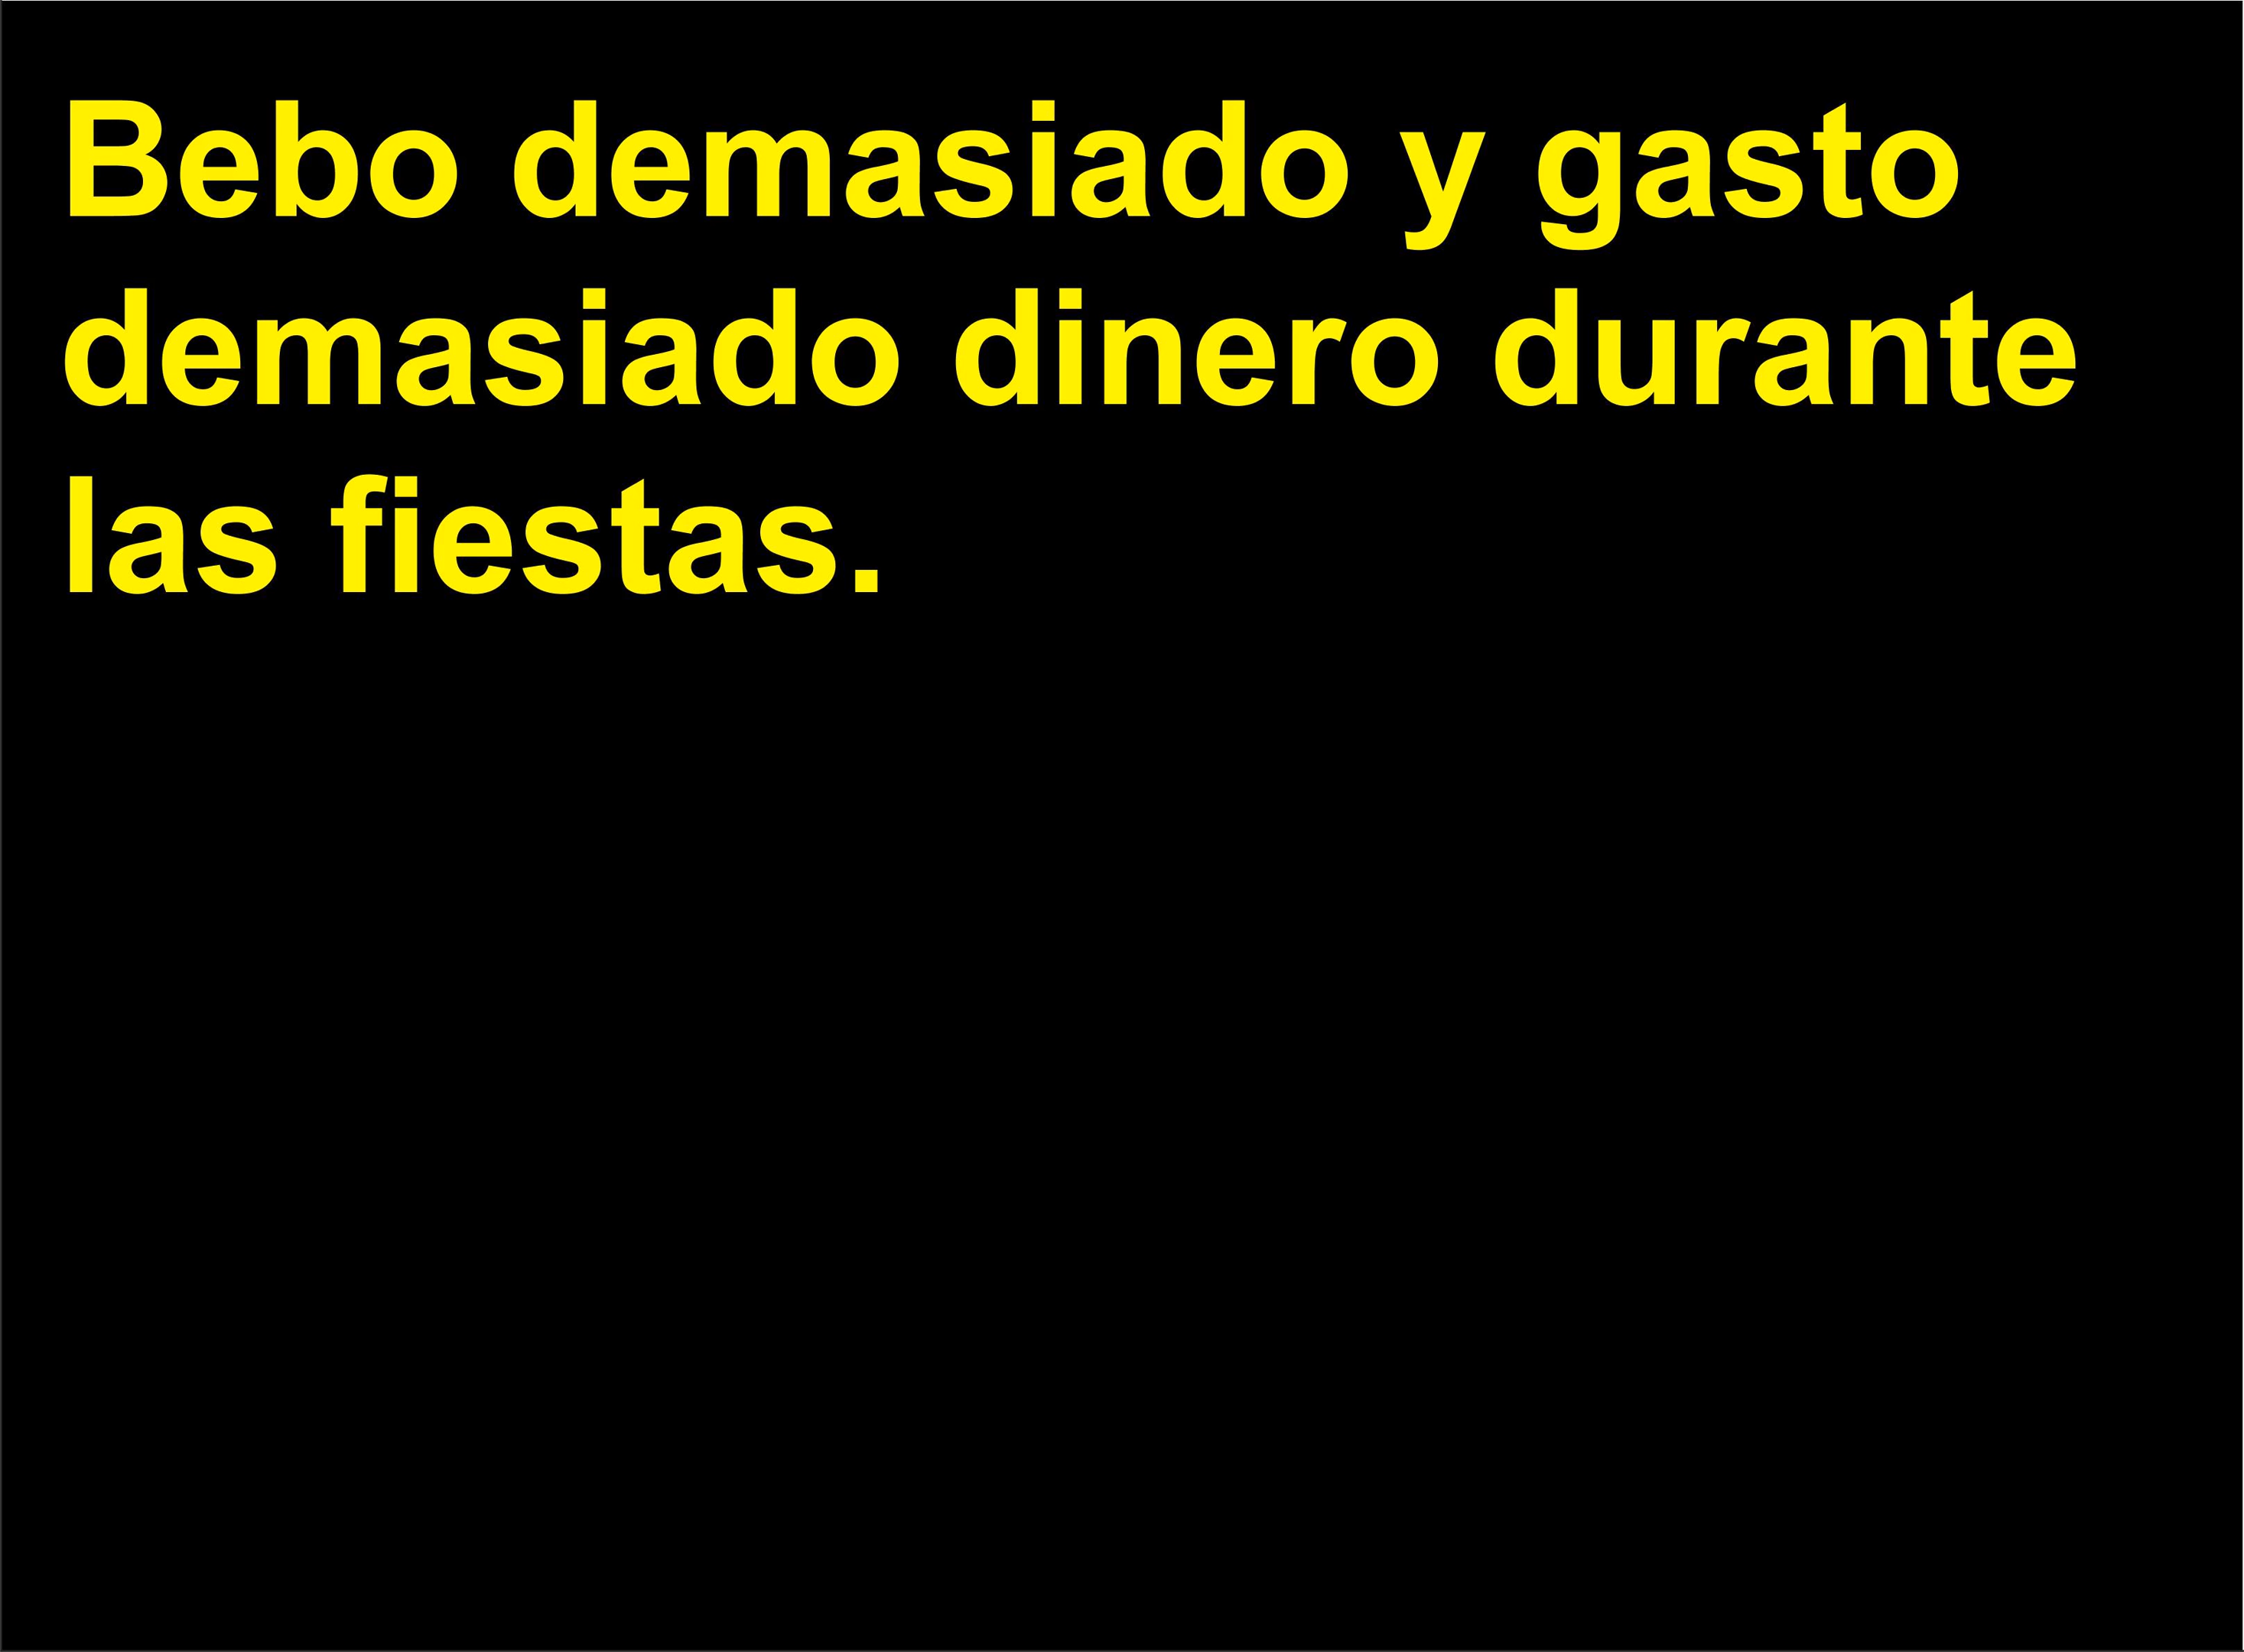 Bebo demasiado y gasto
demasiado dinero durante
las fiestas.